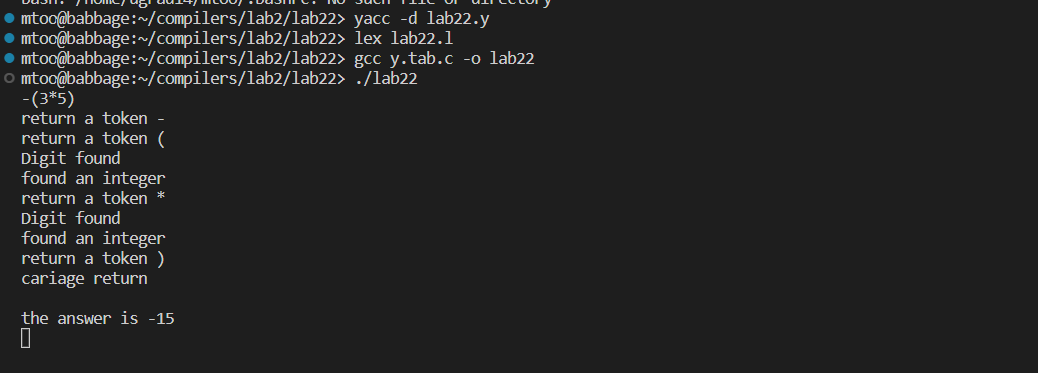 bash: /home/ugrad14/mtoo/.bashrc: No such file or directory
mtoo@babbage:~/compilers/lab2/lab22> yacc -d lab22.y
mtoo@babbage:~/compilers/lab2/lab22> lex lab22.l
mtoo@babbage:~/compilers/lab2/lab22> gcc y.tab.c -o lab22
mtoo@babbage:~/compilers/lab2/lab22> ./lab22
-(3*5)
return a token -
return a token (
Digit found
found an integer
return a token *
Digit found
found an integer
return a token )
cariage return
the answer is -15